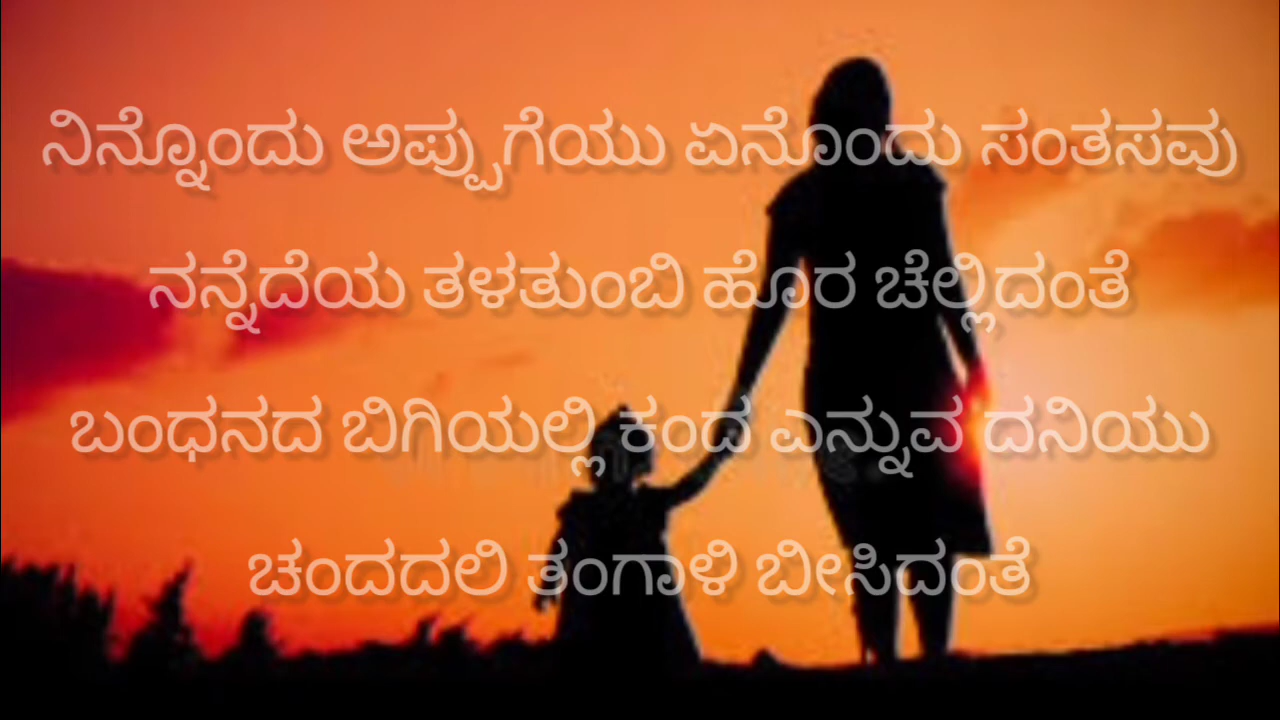 ನಿನ್ನೊಂದು ಅಪ್ಪುಗೆಯು ಏನೊಂದು ಸಂತಸವು
ನನ್ನೆದೆಯ ತಳತುಂಬಿ ಹೊರ ಚೆಲ್ಲಿದಂತೆ
ಬಂಧನದ ಬಿಗಿಯಲ್ಲಿ ಕಂದ ಎನ್ನುವ ದನಿಯು
ಚಂದದಲಿ ತಂಗಾಳಿ ಬೀಸಿದಂತೆ